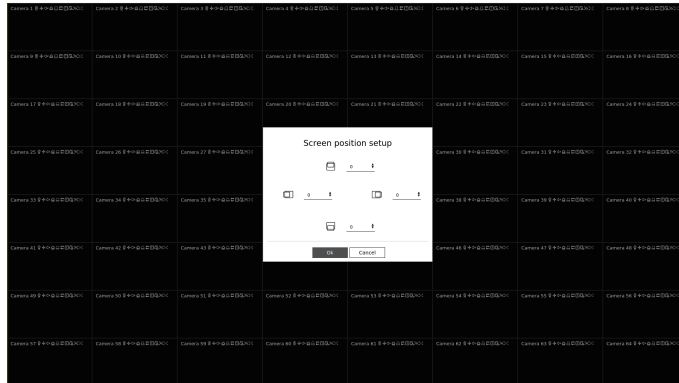 Camera 1 Camera 2 Camera 3 Camera 4 Camera 5 Camera 6 Camera 7 Camera 8
Camera 9 Camera 10 Camera 11 Camera 12 Camera 13 Camera 14 Camera 15 Camera 16
Camera 17 Camera 18 Camera 19 Camera 20 Camera 21 Camera 22 Camera 23 Camera 24
Camera 25 Camera 26 Camera 27 Camera 30 Camera 31 Camera 32
Screen position setup
0
Camera 33 Camera 34 Camera 35 Camera 38 Camera 39 Camera 40
0 0
0
Camera 41 Camera 42 Camera 43 Camera 46 Camera 47 Camera 48
Ok Cancel
Camera 49 Camera 50 Camera 51 Camera 52 Camera 53 Camera 54 Camera 55 Camera 56
Camera 57 Camera 58 Camera 59 Camera 60 Camera 61 Camera 62 Camera 63 Camera 64